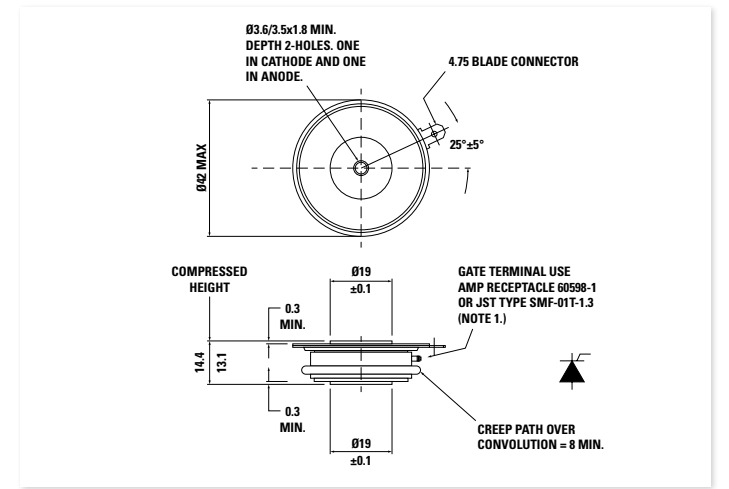 Ø3.6/3.5x1.8 MIN.
DEPTH 2-HOLES. ONE
IN CATHODE AND ONE
IN ANODE.
4.75 BLADE CONNECTOR
25°±5°
Ø42 MAX
COMPRESSED
HEIGHT
Ø19
±0.1
GATE TERMINAL USE
AMP RECEPTACLE 60598-1
OR JST TYPE SMF-01T-1.3
(NOTE 1.)
0.3
MIN.
14.4
13.1
0.3
MIN.
Ø19
±0.1
CREEP PATH OVER
CONVOLUTION = 8 MIN.